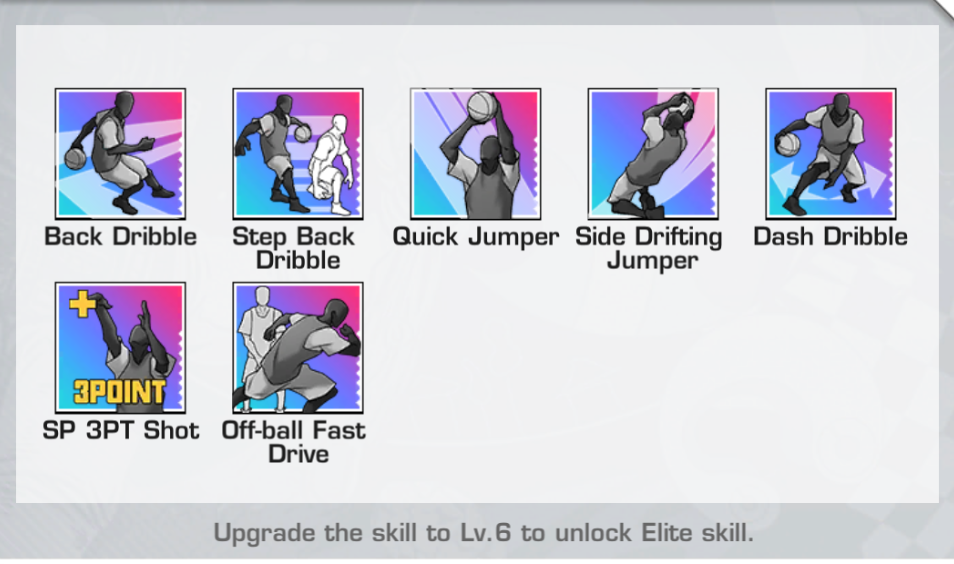 Back Dribble
Step Back
Dribble
Quick Jumper
Side Drifting
Jumper
Dash Dribble
+
3POINT
SP 3PT Shot
Off-ball Fast
Drive
Upgrade the skill to Lv.6 to unlock Elite skill.